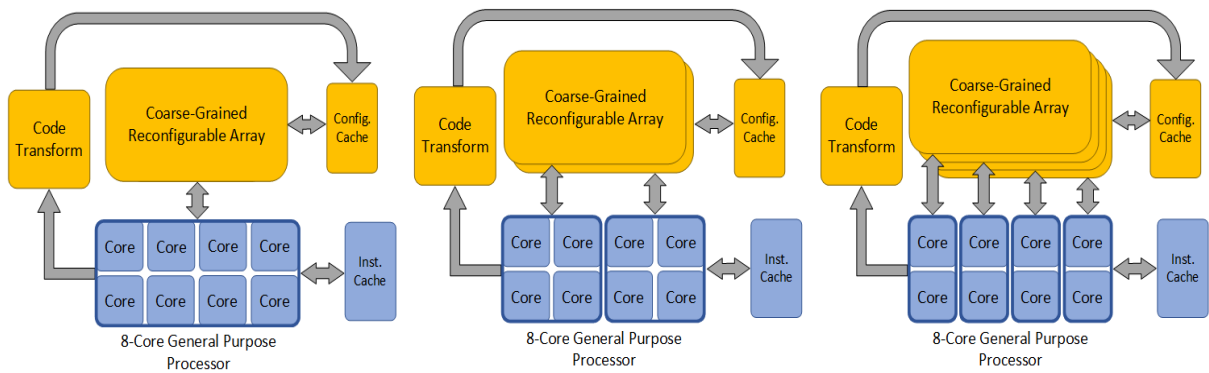 Coarse-Grained
Reconfigurable Array
Code
Transform
Config.
Cache
Core Core Core Core
Core Core Core Core
Inst.
Cache
8-Core General Purpose
Processor
Coarse-Grained
Reconfigurable Array
Code
Transform
Config.
Cache
Core Core Core Core
Core Core Core Core
Inst.
Cache
8-Core General Purpose
Processor
Coarse-Grained
Reconfigurable Array
Code
Transform
Config.
Cache
Core Core Core Core
Core Core Core Core
Inst.
Cache
8-Core General Purpose
Processor